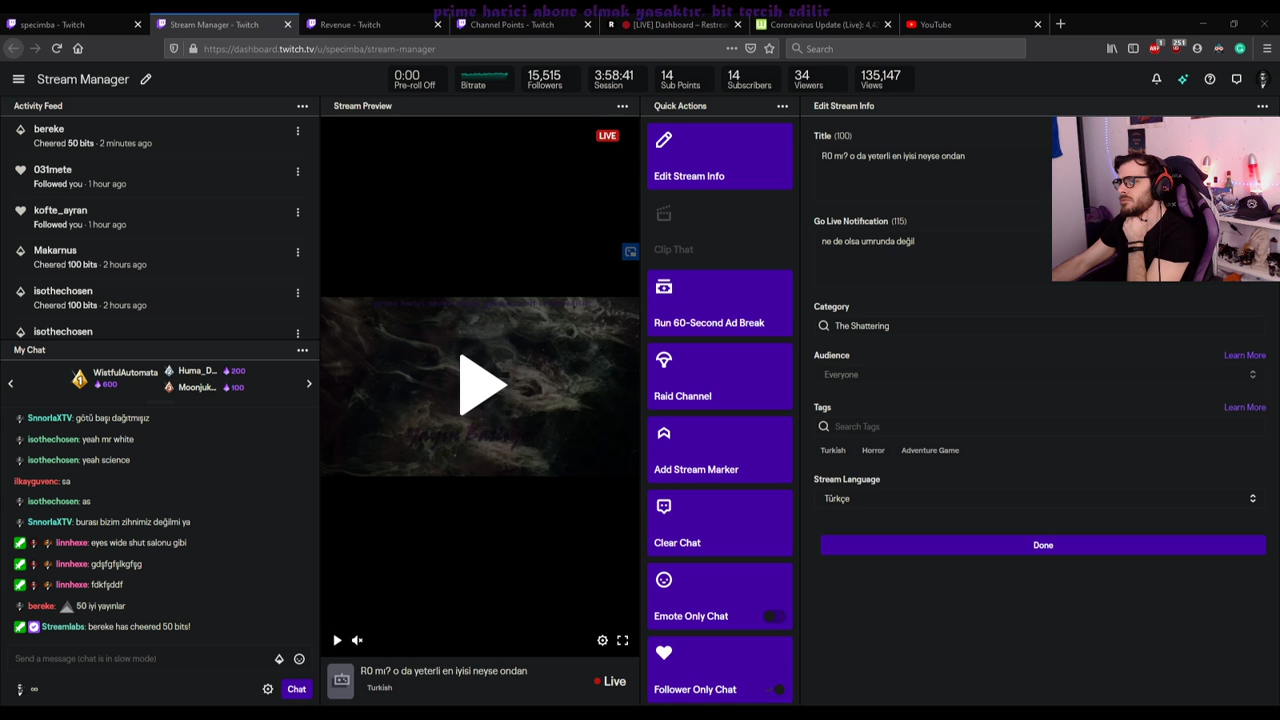 prime harici abone olmak yasaktır. bit tercih edilir
specimba - Twitch
Stream Manager - Twitch
Revenue - Twitch
Channel Points - Twitch
[LIVE] Dashboard – Restrea
Coronavirus Update (Live): 4,4
YouTube
https://dashboard.twitch.tv/u/specimba/stream-manager
Search
1
251
Stream Manager
0:00
Pre-roll Off
Bitrate
15,515
Followers
3:58:41
Session
14
Sub Points
14
Subscribers
34
Viewers
135,147
Views
Activity Feed
bereke
Cheered 50 bits · 2 minutes ago
031mete
Followed you · 1 hour ago
kofte_ayran
Followed you · 1 hour ago
Makarnus
Cheered 100 bits · 2 hours ago
isothechosen
Cheered 100 bits · 2 hours ago
isothechosen
My Chat
1 WistfulAutomata
600
Huma_D... 200
Moonjuk... 100
SnnorlaXTV: götü başı dağıtmışız
isothechosen: yeah mr white
isothechosen: yeah science
ilkayguvenc: sa
isothechosen: as
SnnorlaXTV: burası bizim zihnimiz değilmi ya
linnhexe: eyes wide shut salonu gibi
linnhexe: gdşfgfşlkgfşg
linnhexe: fdkfşddf
bereke: 50 iyi yayınlar
Streamlabs: bereke has cheered 50 bits!
Send a message (chat is in slow mode)
∞
Chat
Stream Preview
LIVE
R0 mı? o da yeterli en iyisi neyse ondan
Turkish
Live
Quick Actions
Edit Stream Info
Clip That
Run 60-Second Ad Break
Raid Channel
Add Stream Marker
Clear Chat
Emote Only Chat
Follower Only Chat
Edit Stream Info
Title (100)
R0 mı? o da yeterli en iyisi neyse ondan
Go Live Notification (115)
ne de olsa umrunda değil
Category
The Shattering
Audience
Learn More
Everyone
Tags
Learn More
Search Tags
Turkish
Horror
Adventure Game
Stream Language
Türkçe
Done